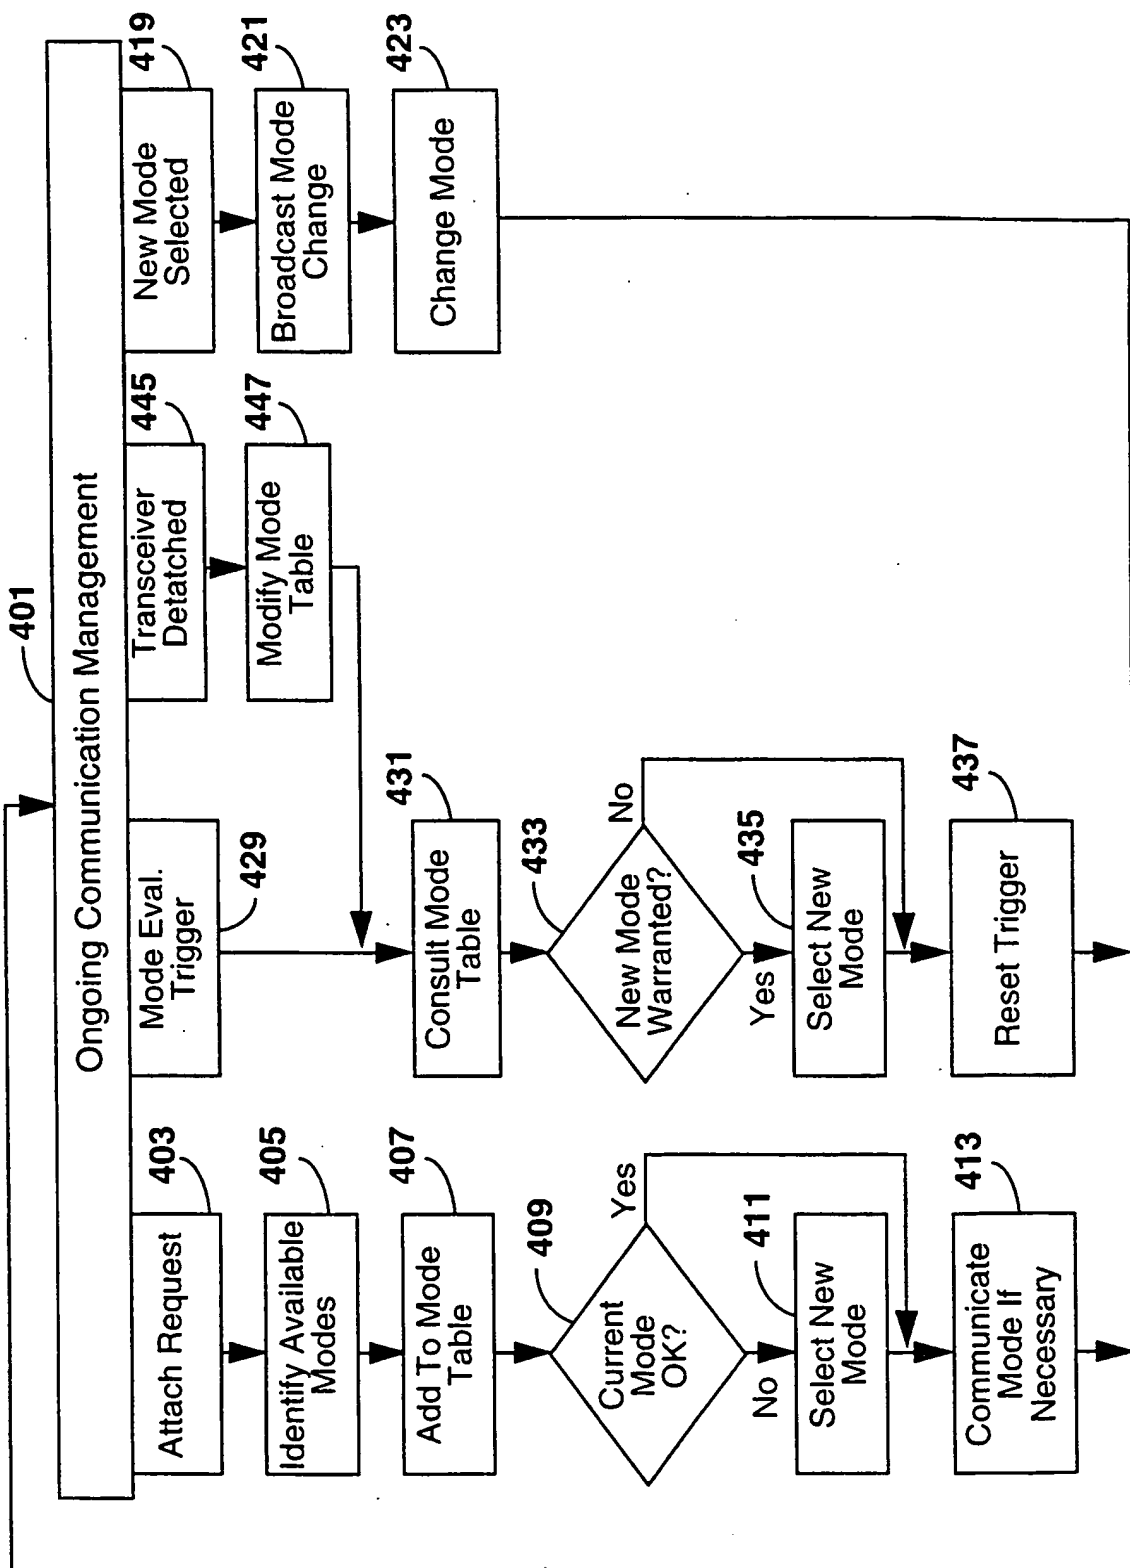 401
Ongoing Communication Management
Attach Request
403
Identify Available
Modes
405
Add To Mode
Table
407
Current
Mode
OK?
409
Yes
No
Select New
Mode
411
Communicate
Mode If
Necessary
413
Mode Eval.
Trigger
429
Consult Mode
Table
431
New Mode
Warranted?
433
No
Yes
Select New
Mode
435
Reset Trigger
437
Transceiver
Detatched
445
Modify Mode
Table
447
New Mode
Selected
419
Broadcast Mode
Change
421
Change Mode
423